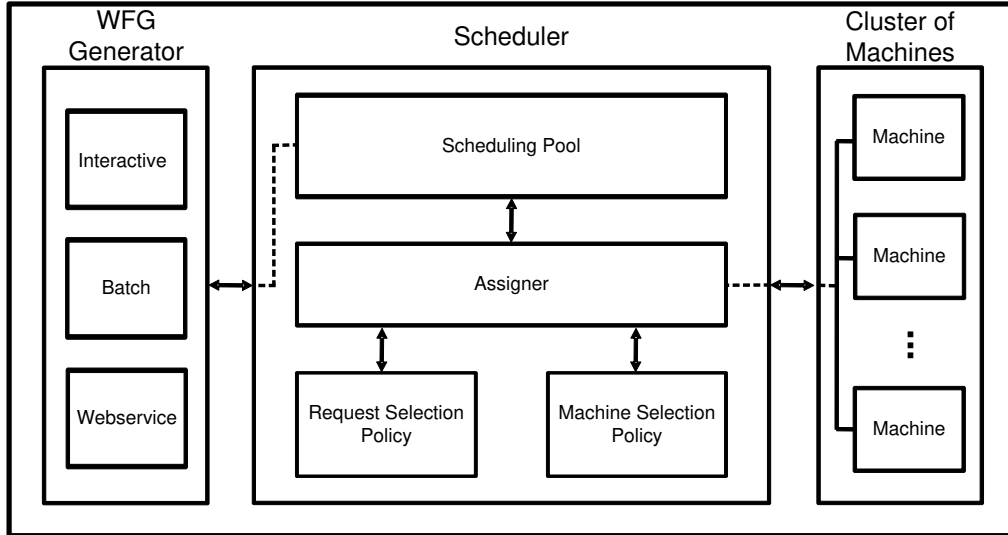 WFG
Generator
Interactive
Batch
Webservice
Scheduler
Scheduling Pool
Assigner
Request Selection
Policy
Machine Selection
Policy
Cluster of
Machines
Machine
Machine
...
Machine